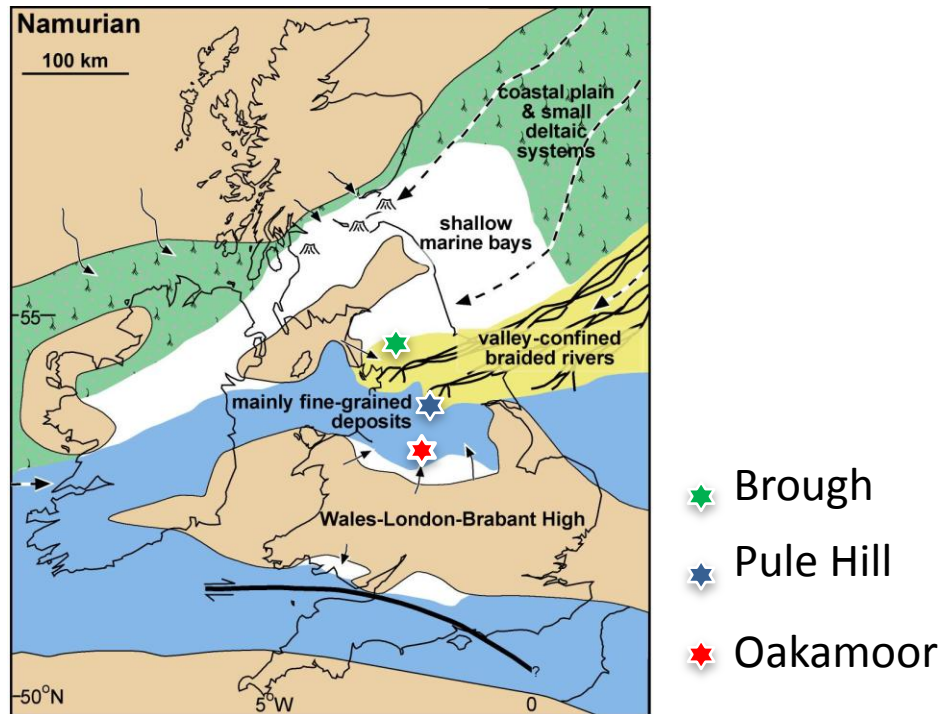 Namurian
100 km
coastal plain
& small
deltaic
systems
shallow
marine bays
55
valley-confined
braided rivers
mainly fine-grained
deposits
Wales-London-Brabant High
?
50°N
5°W
0
Brough
Pule Hill
Oakamoor